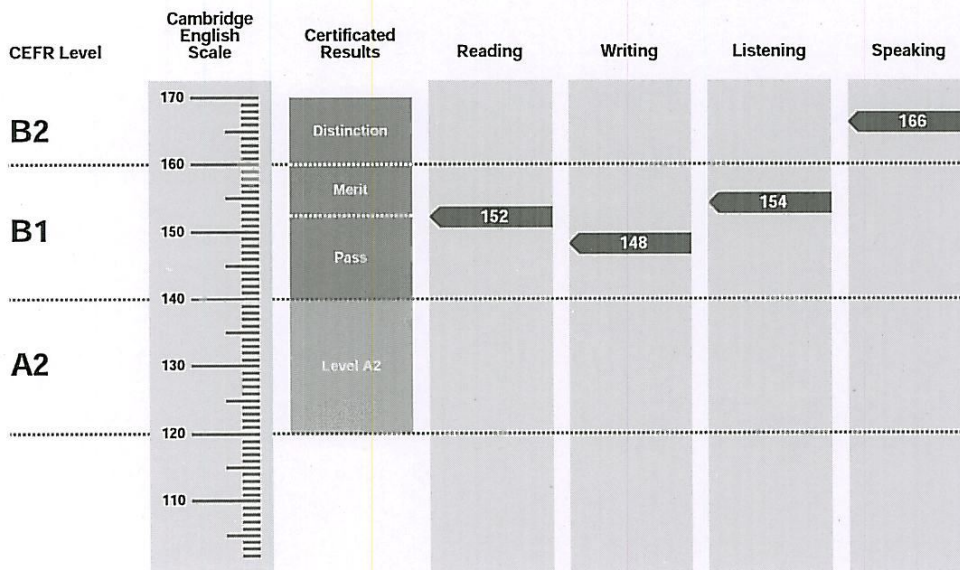 CEFR Level
Cambridge
English
Scale
Certificated
Results
Reading
Writing
Listening
Speaking
170
B2
Distinction
166
160
Merit
B1
150
152
148
154
Pass
140
A2
130
Level A2
120
110